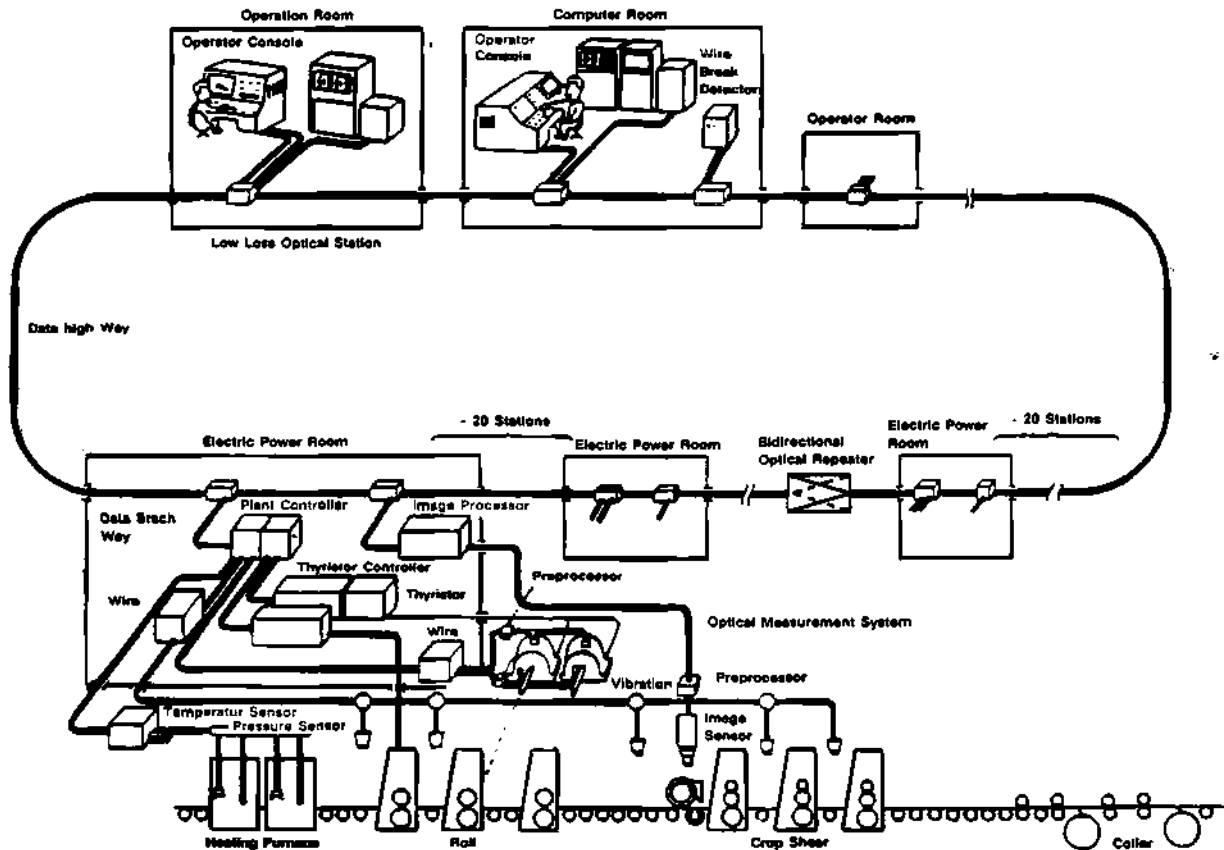 Operation Room
Computer Room
Operator Console
Operator
Console
Wire
Break
Detector
Operator Room
Low Loss Optical Station
Data high Way
~ 20 Stations
Electric Power Room
Electric Power Room
Bidirectional
Optical Repeater
Electric Power
Room
~ 20 Stations
Data Brach
Way
Plant Controller
Image Processor
Thyristor Controller
Thyristor
Preprocessor
Wire
Wire
Optical Measurement System
Vibration
Preprocessor
Temperatur Sensor
Pressure Sensor
Image
Sensor
Heating Furnace
Roll
Crop Shear
Coiler